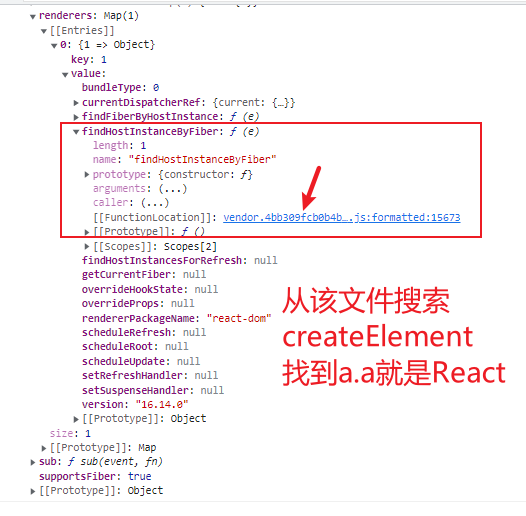 renderers: Map(1)
[[Entries]]
0: {1 => Object}
key: 1
value:
bundleType: 0
currentDispatcherRef: {current: {…}}
findFiberByHostInstance: ƒ (e)
findHostInstanceByFiber: ƒ (e)
length: 1
name: "findHostInstanceByFiber"
prototype: {constructor: ƒ}
arguments: (...)
caller: (...)
[[FunctionLocation]]: vendor.4bb309fcb0b4b….js:formatted:15673
[[Prototype]]: ƒ ()
[[Scopes]]: Scopes[2]
findHostInstancesForRefresh: null
getCurrentFiber: null
overrideHookState: null
overrideProps: null
rendererPackageName: "react-dom"
scheduleRefresh: null
scheduleRoot: null
scheduleUpdate: null
setRefreshHandler: null
setSuspenseHandler: null
version: "16.14.0"
[[Prototype]]: Object
size: 1
[[Prototype]]: Map
sub: ƒ sub(event, fn)
supportsFiber: true
[[Prototype]]: Object
从该文件搜索
createElement
找到a.a就是React